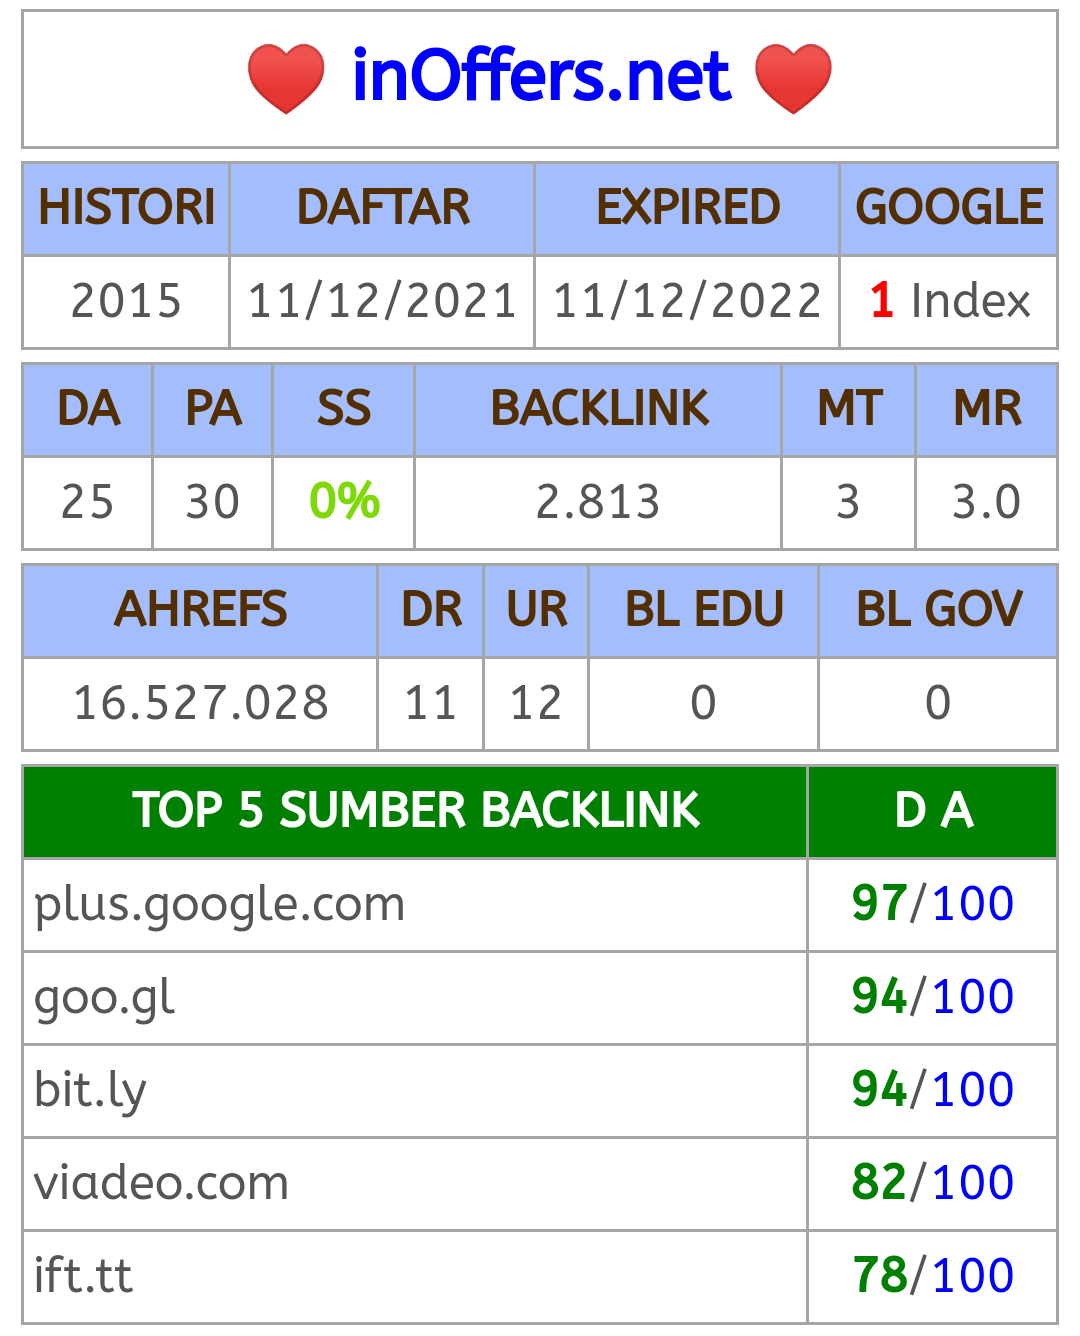 ❤️ inOffers.net ❤️
HISTORI DAFTAR EXPIRED GOOGLE
2015 11/12/2021 11/12/2022 1 Index
DA PA SS BACKLINK MT MR
25 30 0% 2.813 3 3.0
AHREFS DR UR BL EDU BL GOV
16.527.028 11 12 0 0
TOP 5 SUMBER BACKLINK D A
plus.google.com 97/100
goo.gl 94/100
bit.ly 94/100
viadeo.com 82/100
ift.tt 78/100